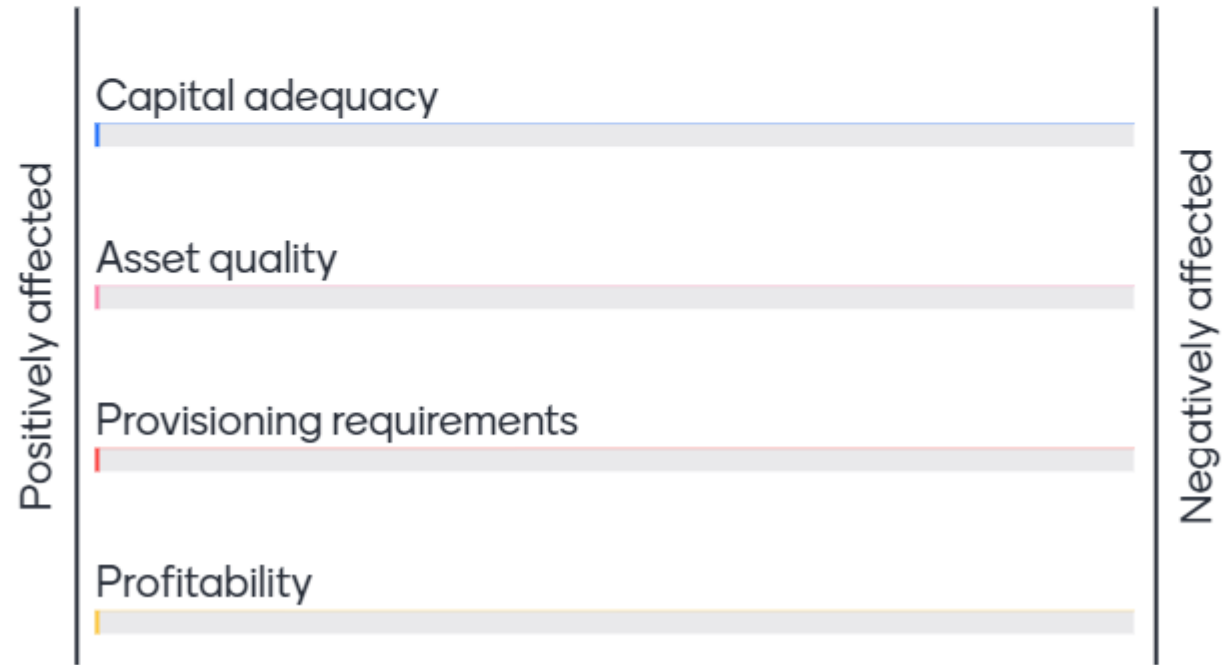 Positively affected
Capital adequacy
Asset quality
Provisioning requirements
Profitability
Negatively affected